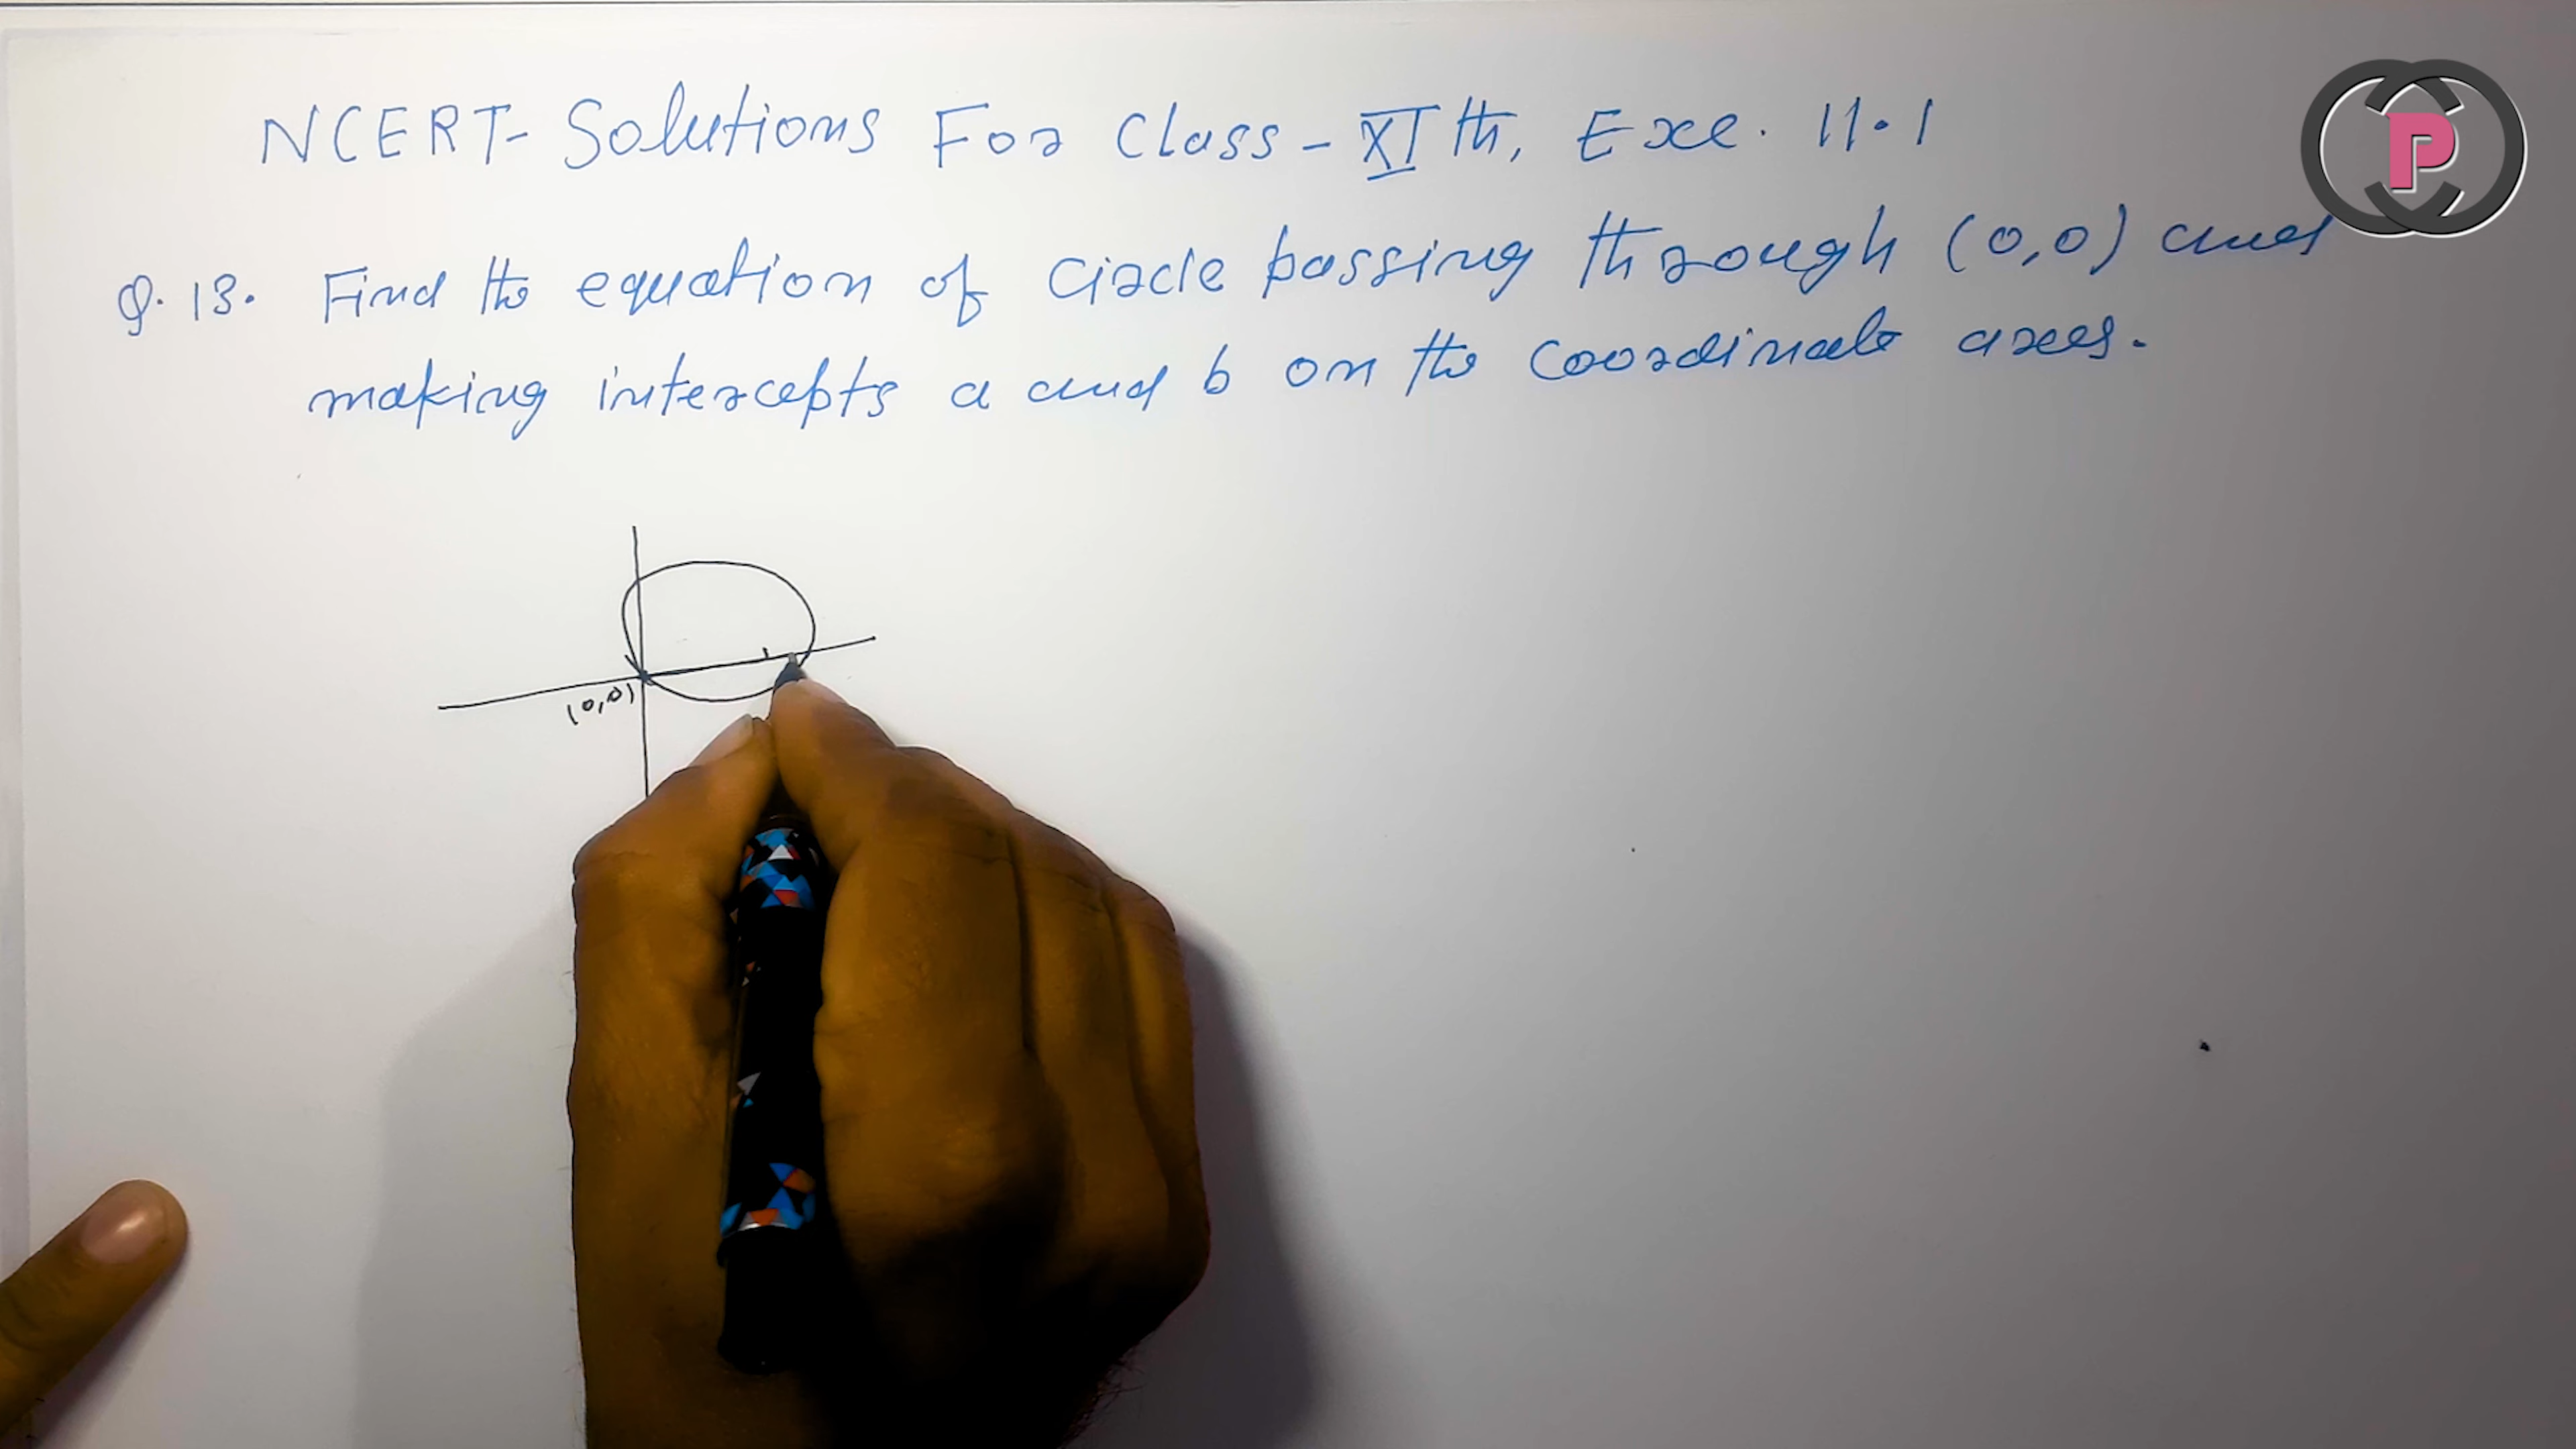 NCERT- Solutions For Class - XI th, Exe. 11.1
Q. 13. Find the equation of Circle passing through (0,0) and
making intercepts a and b on the Coordinate axes.
(0,0)
P